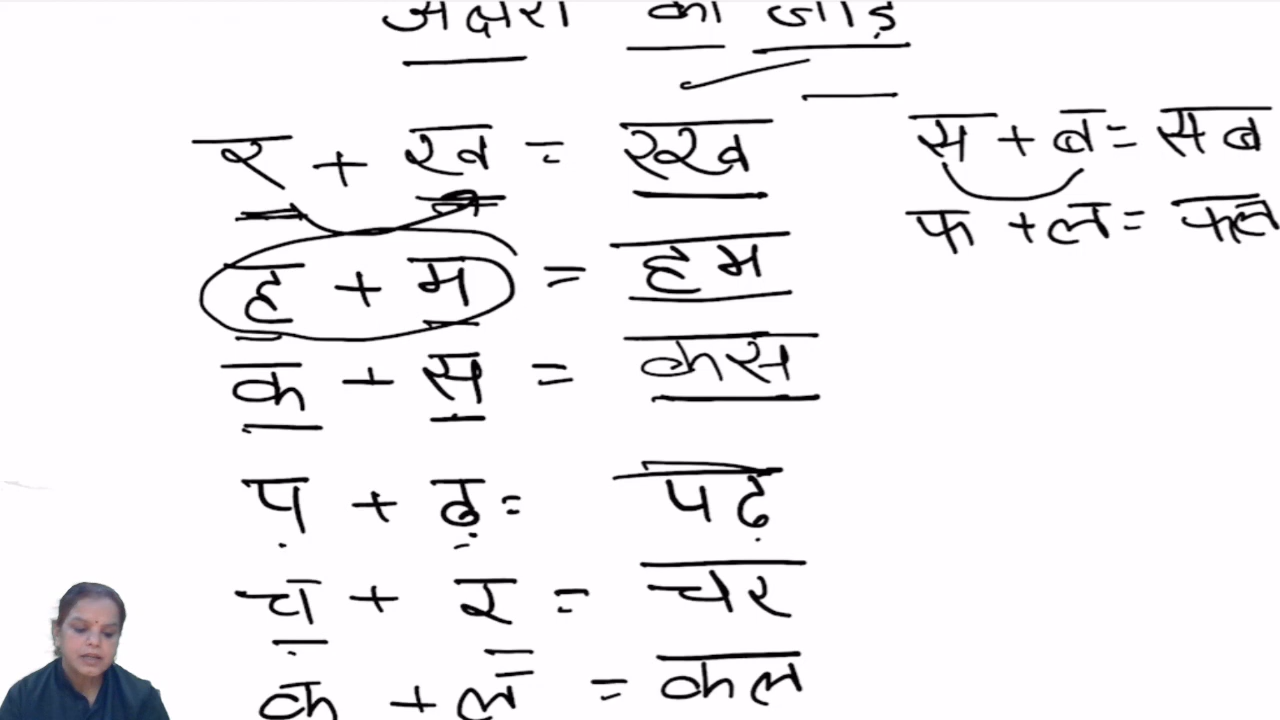 अक्षरों का जोड़
र + ख = रख
ह + म = हम
क + स = कस
प + ढ़ = पढ़
च + र = चर
क + ल = कल
स + ब = सब
फ + ल = फल